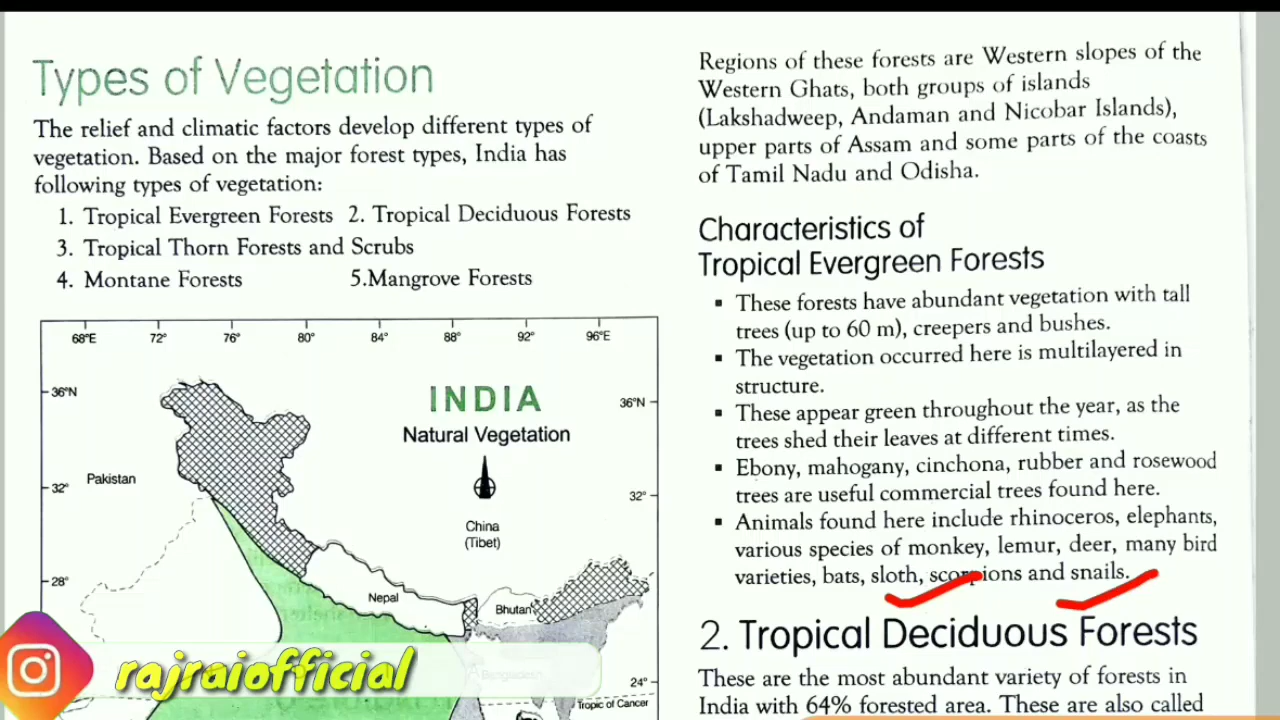 Types of Vegetation
The relief and climatic factors develop different types of
vegetation. Based on the major forest types, India has
following types of vegetation:
1. Tropical Evergreen Forests 2. Tropical Deciduous Forests
3. Tropical Thorn Forests and Scrubs
4. Montane Forests 5.Mangrove Forests
68°E 72° 76° 80° 84° 88° 92° 96°E
36°N 36°N
INDIA
Natural Vegetation
Pakistan
32° 32°
China
(Tibet)
28°
Nepal
Bhutan
Bangladesh
24°
Tropic of Cancer
rajraiofficial
Regions of these forests are Western slopes of the
Western Ghats, both groups of islands
(Lakshadweep, Andaman and Nicobar Islands),
upper parts of Assam and some parts of the coasts
of Tamil Nadu and Odisha.
Characteristics of
Tropical Evergreen Forests
▪ These forests have abundant vegetation with tall
trees (up to 60 m), creepers and bushes.
▪ The vegetation occurred here is multilayered in
structure.
▪ These appear green throughout the year, as the
trees shed their leaves at different times.
▪ Ebony, mahogany, cinchona, rubber and rosewood
trees are useful commercial trees found here.
▪ Animals found here include rhinoceros, elephants,
various species of monkey, lemur, deer, many bird
varieties, bats, sloth, scorpions and snails.
2. Tropical Deciduous Forests
These are the most abundant variety of forests in
India with 64% forested area. These are also called